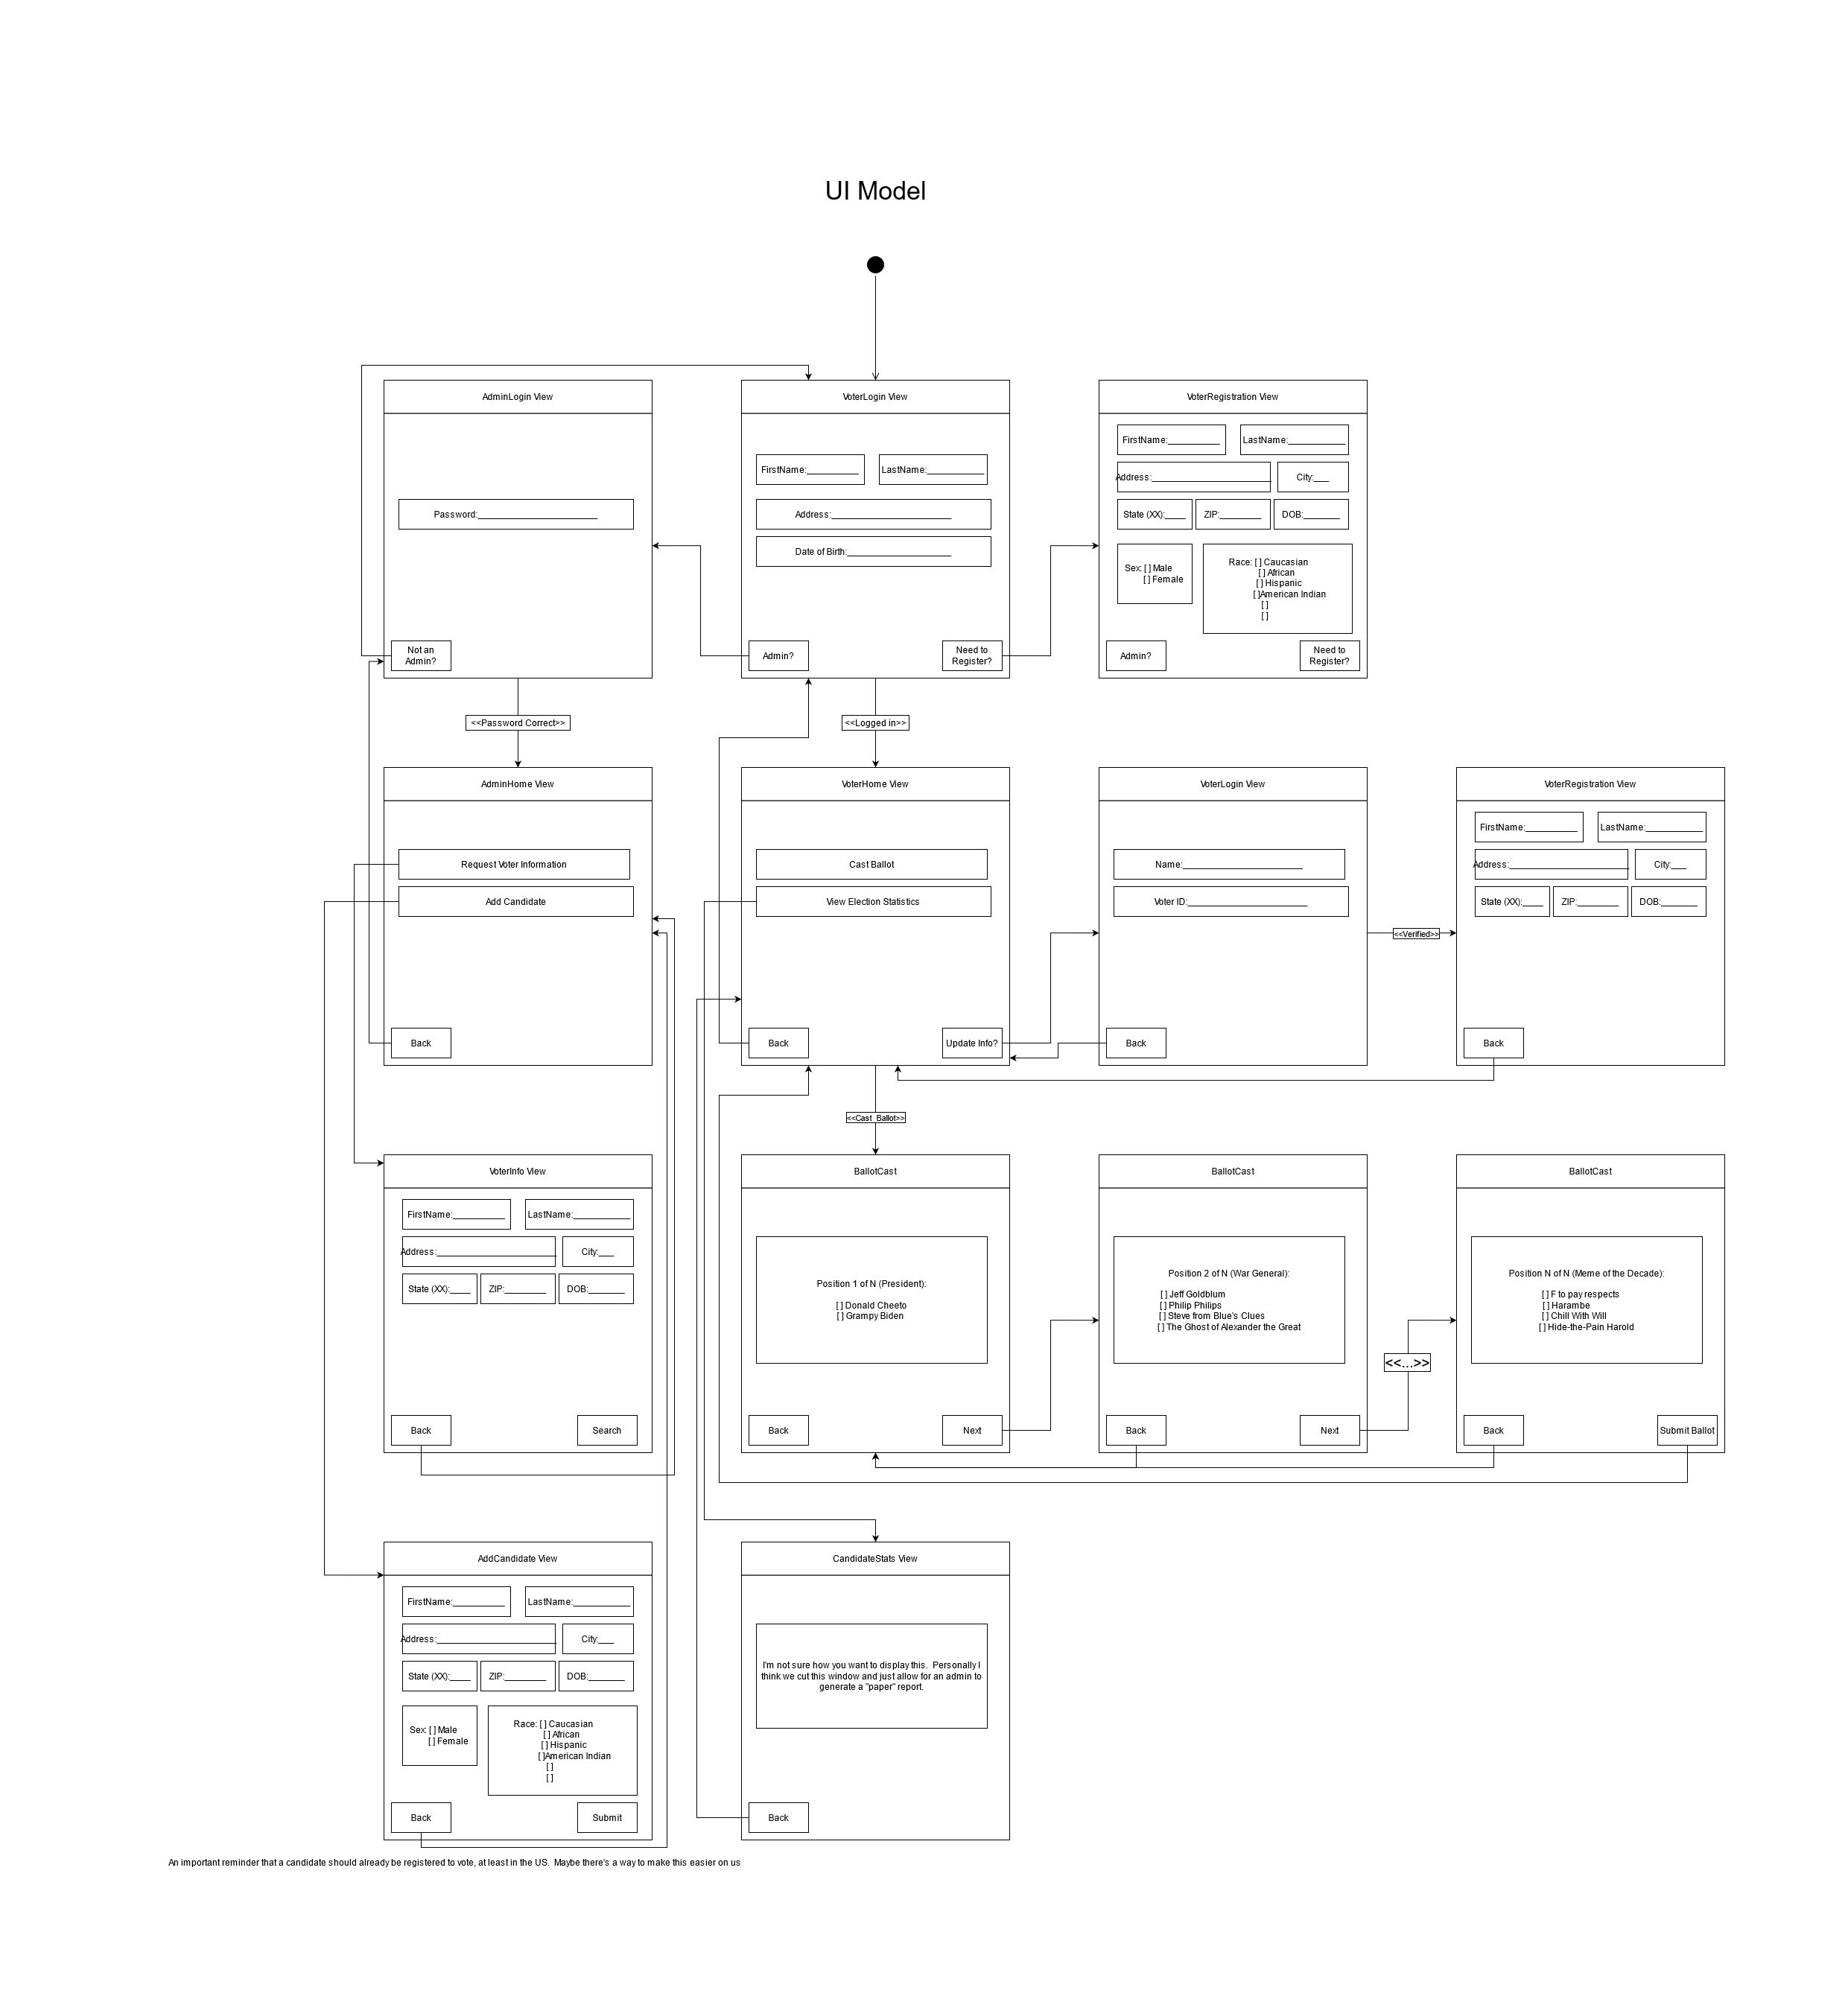 UI Model
AdminLogin View
Password:_______________________
Not an
Admin?
VoterLogin View
FirstName:__________
LastName:___________
Address:_______________________
Date of Birth:____________________
Admin?
Need to
Register?
VoterRegistration View
FirstName:__________
LastName:___________
Address:_______________________
City:___
State (XX):____
ZIP:________
DOB:_______
Sex: [ ] Male
[ ] Female
Race: [ ] Caucasian
[ ] African
[ ] Hispanic
[ ]American Indian
[ ]
[ ]
Admin?
Need to
Register?
<<Password Correct>>
<<Logged in>>
AdminHome View
Request Voter Information
Add Candidate
Back
VoterHome View
Cast Ballot
View Election Statistics
Back
Update Info?
VoterLogin View
Name:_______________________
Voter ID:_______________________
Back
<<Verified>>
VoterRegistration View
FirstName:__________
LastName:___________
Address:_______________________
City:___
State (XX):____
ZIP:________
DOB:_______
Back
<<Cast Ballot>>
VoterInfo View
FirstName:__________
LastName:___________
Address:_______________________
City:___
State (XX):____
ZIP:________
DOB:_______
Back
Search
BallotCast
Position 1 of N (President):
[ ] Donald Cheeto
[ ] Grampy Biden
Back
Next
BallotCast
Position 2 of N (War General):
[ ] Jeff Goldblum
[ ] Philip Philips
[ ] Steve from Blue's Clues
[ ] The Ghost of Alexander the Great
Back
Next
<<...>>
BallotCast
Position N of N (Meme of the Decade):
[ ] F to pay respects
[ ] Harambe
[ ] Chill With Will
[ ] Hide-the-Pain Harold
Back
Submit Ballot
AddCandidate View
FirstName:__________
LastName:___________
Address:_______________________
City:___
State (XX):____
ZIP:________
DOB:_______
Sex: [ ] Male
[ ] Female
Race: [ ] Caucasian
[ ] African
[ ] Hispanic
[ ]American Indian
[ ]
[ ]
Back
Submit
CandidateStats View
I'm not sure how you want to display this.  Personally I
think we cut this window and just allow for an admin to
generate a "paper" report.
Back
An important reminder that a candidate should already be registered to vote, at least in the US.  Maybe there's a way to make this easier on us